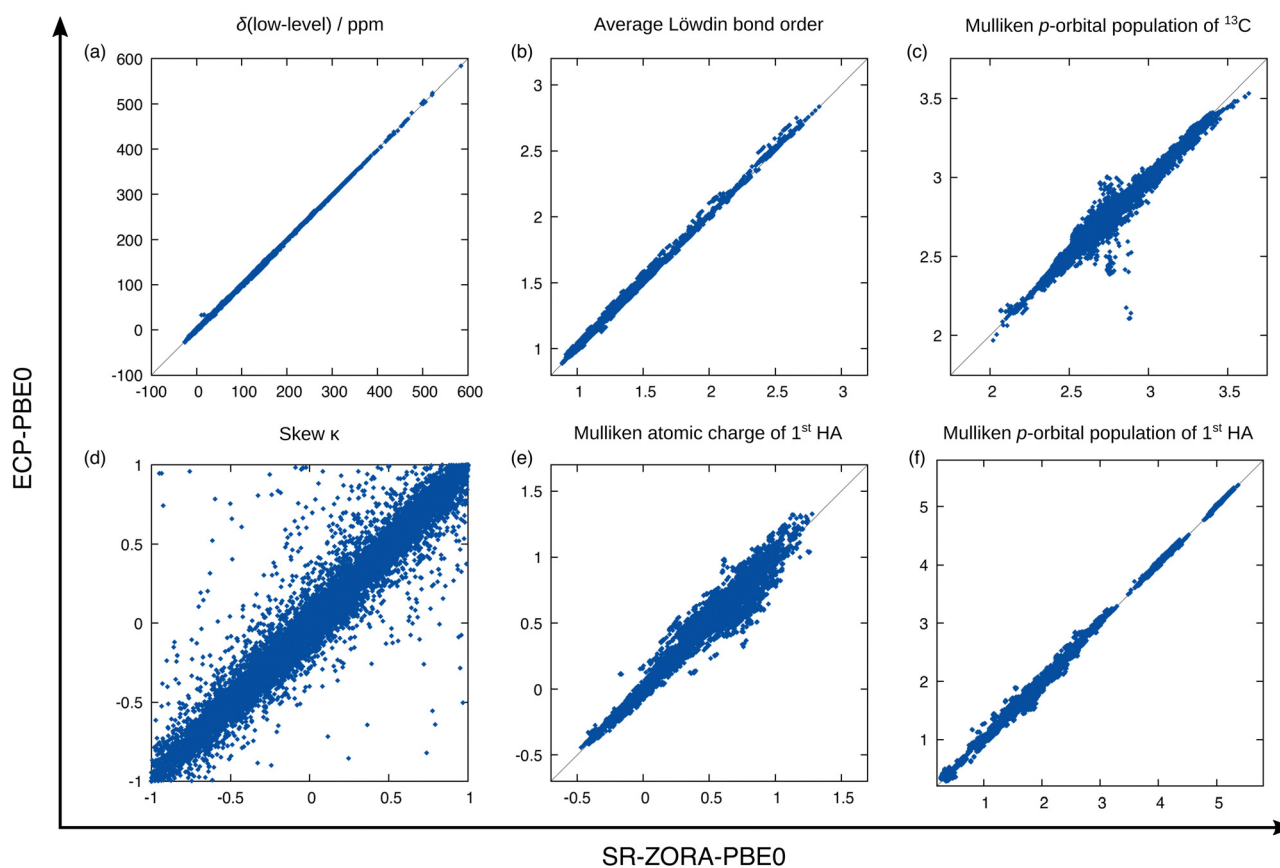 δ(low-level) / ppm
(a)
600
500
400
300
200
100
0
-100
-100 0 100 200 300 400 500 600
Average Löwdin bond order
(b)
3
2.5
2
1.5
1
1 1.5 2 2.5 3
Mulliken p-orbital population of ¹³C
(c)
3.5
3
2.5
2
2 2.5 3 3.5
Skew κ
(d)
1
0.5
0
-0.5
-1
-1 -0.5 0 0.5 1
Mulliken atomic charge of 1ˢᵗ HA
(e)
1.5
1
0.5
0
-0.5
-0.5 0 0.5 1 1.5
Mulliken p-orbital population of 1ˢᵗ HA
(f)
5
4
3
2
1
1 2 3 4 5
ECP-PBE0
SR-ZORA-PBE0